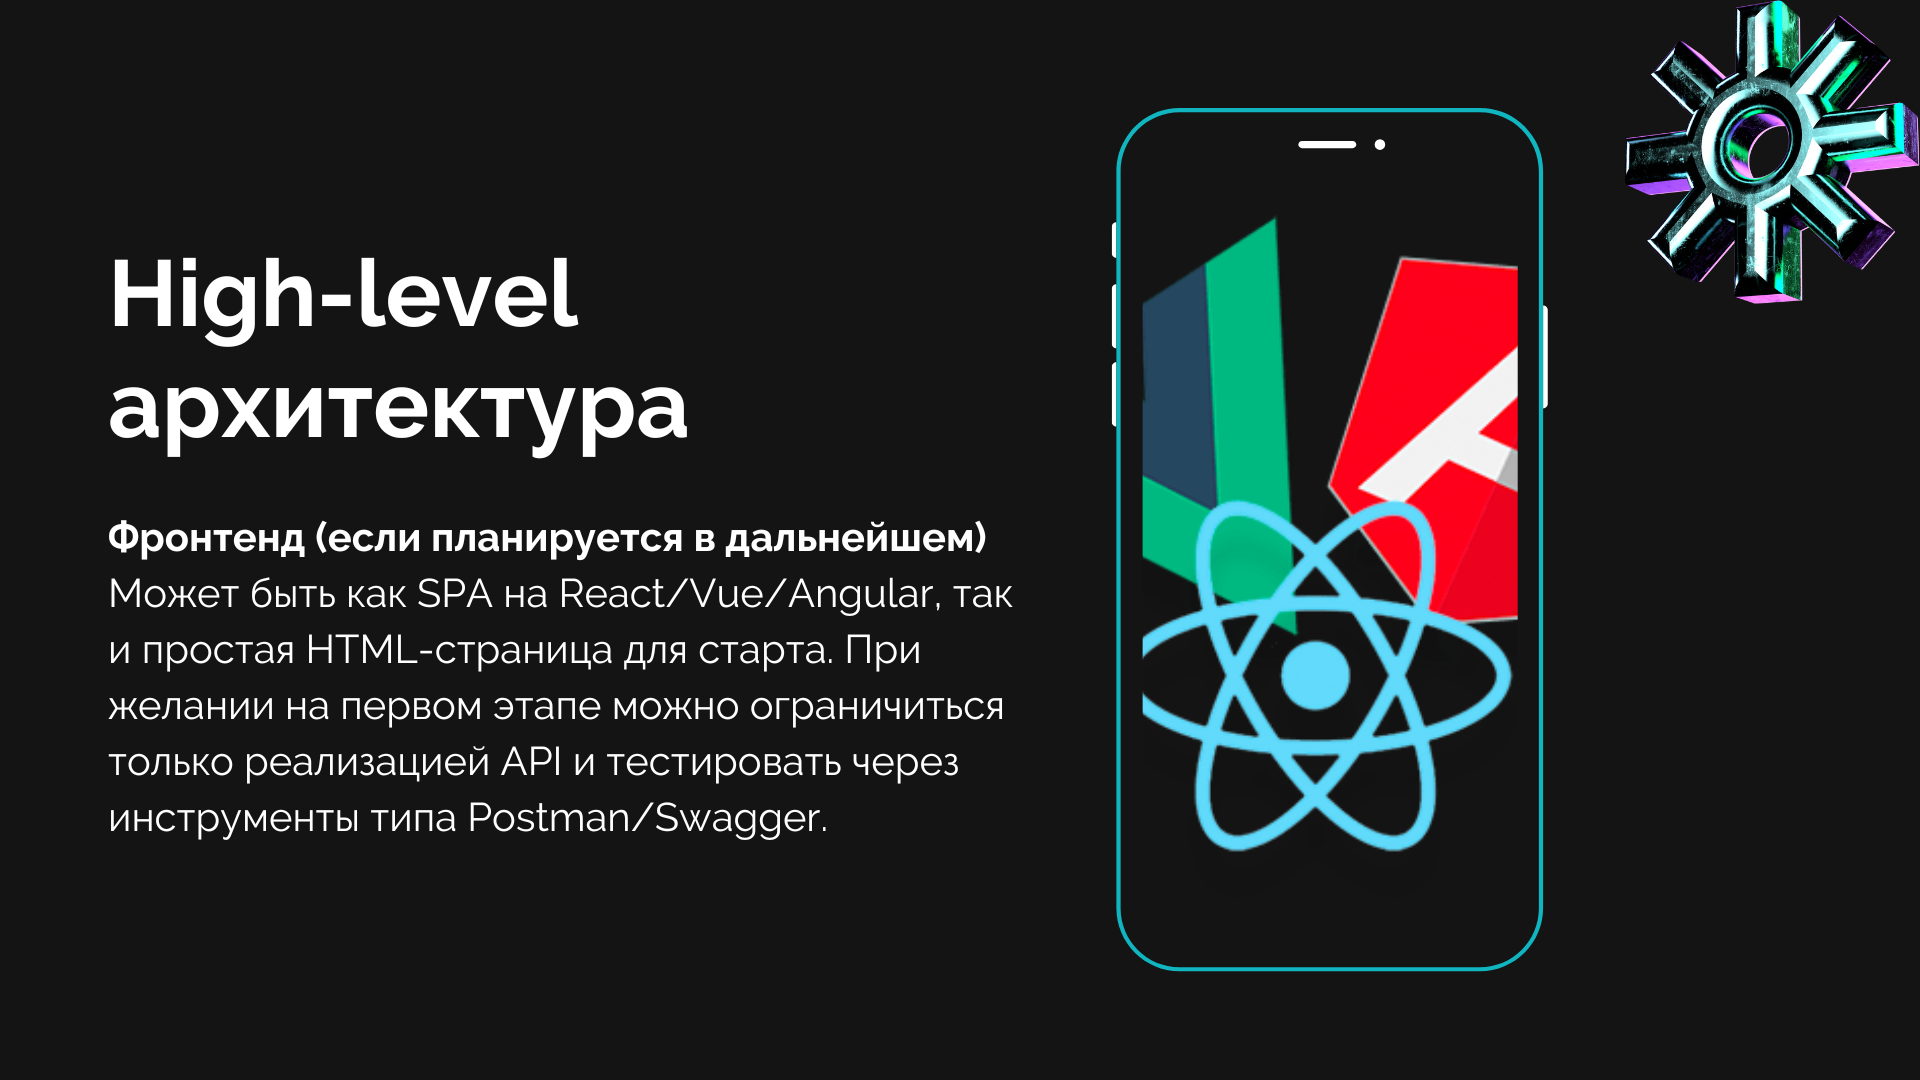 High-level
архитектура
Фронтенд (если планируется в дальнейшем)
Может быть как SPA на React/Vue/Angular, так
и простая HTML-страница для старта. При
желании на первом этапе можно ограничиться
только реализацией API и тестировать через
инструменты типа Postman/Swagger.